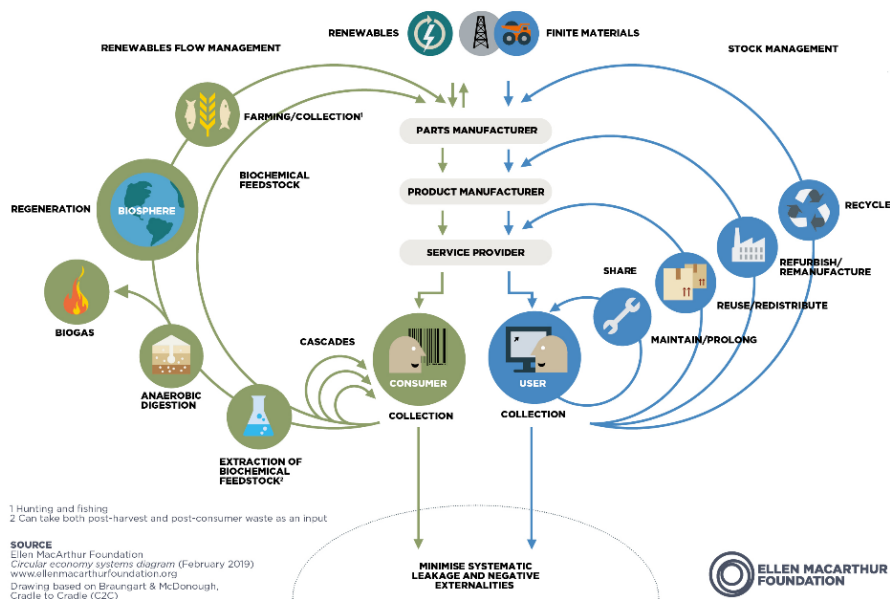 RENEWABLES
FINITE MATERIALS
RENEWABLES FLOW MANAGEMENT
STOCK MANAGEMENT
FARMING/COLLECTION¹
PARTS MANUFACTURER
BIOCHEMICAL
FEEDSTOCK
PRODUCT MANUFACTURER
REGENERATION
BIOSPHERE
RECYCLE
SERVICE PROVIDER
SHARE
REFURBISH/
REMANUFACTURE
REUSE/REDISTRIBUTE
BIOGAS
CASCADES
MAINTAIN/PROLONG
CONSUMER
USER
ANAEROBIC
DIGESTION
COLLECTION
COLLECTION
EXTRACTION OF
BIOCHEMICAL
FEEDSTOCK²
1 Hunting and fishing
2 Can take both post-harvest and post-consumer waste as an input
SOURCE
Ellen MacArthur Foundation
Circular economy systems diagram (February 2019)
www.ellenmacarthurfoundation.org
Drawing based on Braungart & McDonough,
Cradle to Cradle (C2C)
MINIMISE SYSTEMATIC
LEAKAGE AND NEGATIVE
EXTERNALITIES
ELLEN MACARTHUR
FOUNDATION